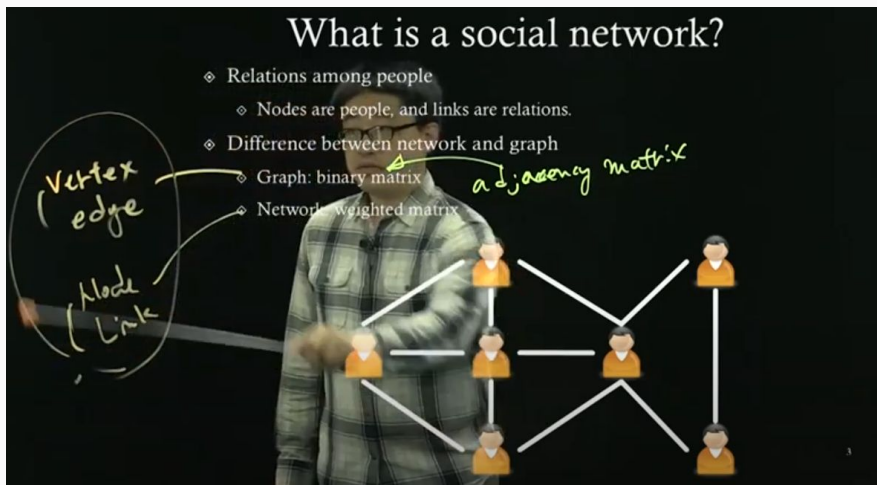 What is a social network?
Relations among people
Nodes are people, and links are relations.
Difference between network and graph
Graph: binary matrix
adjacency matrix
Network: weighted matrix
Vertex
edge
Node
Link
3